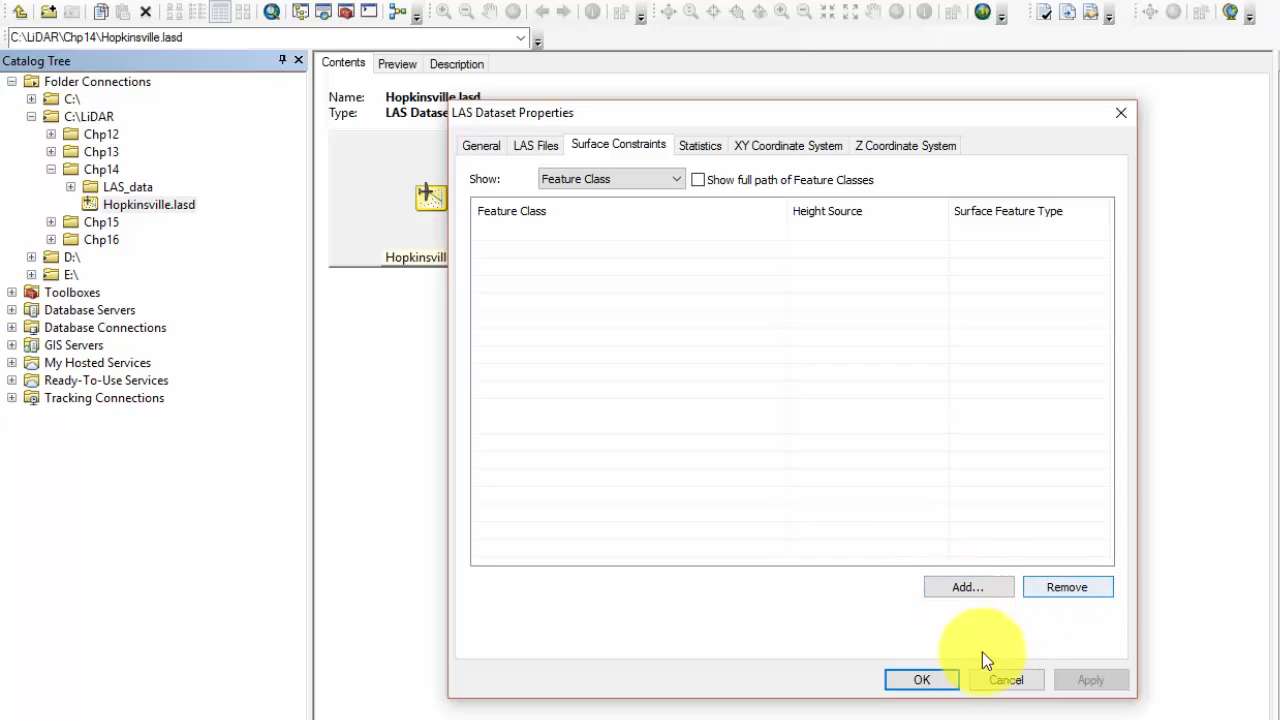 C:\LiDAR\Chp14\Hopkinsville.lasd
Catalog Tree
Folder Connections
C:\
C:\LiDAR
Chp12
Chp13
Chp14
LAS_data
Hopkinsville.lasd
Chp15
Chp16
D:\
E:\
Toolboxes
Database Servers
Database Connections
GIS Servers
My Hosted Services
Ready-To-Use Services
Tracking Connections
Contents Preview Description
Name: Hopkinsville.lasd
Type: LAS Datase
Hopkinsvill
LAS Dataset Properties
General LAS Files Surface Constraints Statistics XY Coordinate System Z Coordinate System
Show: Feature Class Show full path of Feature Classes
Feature Class Height Source Surface Feature Type
Add... Remove
OK Cancel Apply